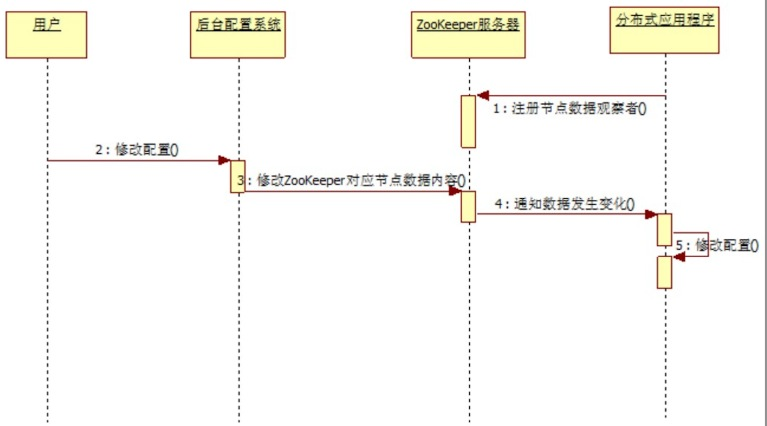 用户
后台配置系统
ZooKeeper服务器
分布式应用程序
1：注册节点数据观察者()
2：修改配置()
3：修改ZooKeeper对应节点数据内容()
4：通知数据发生变化()
5：修改配置()